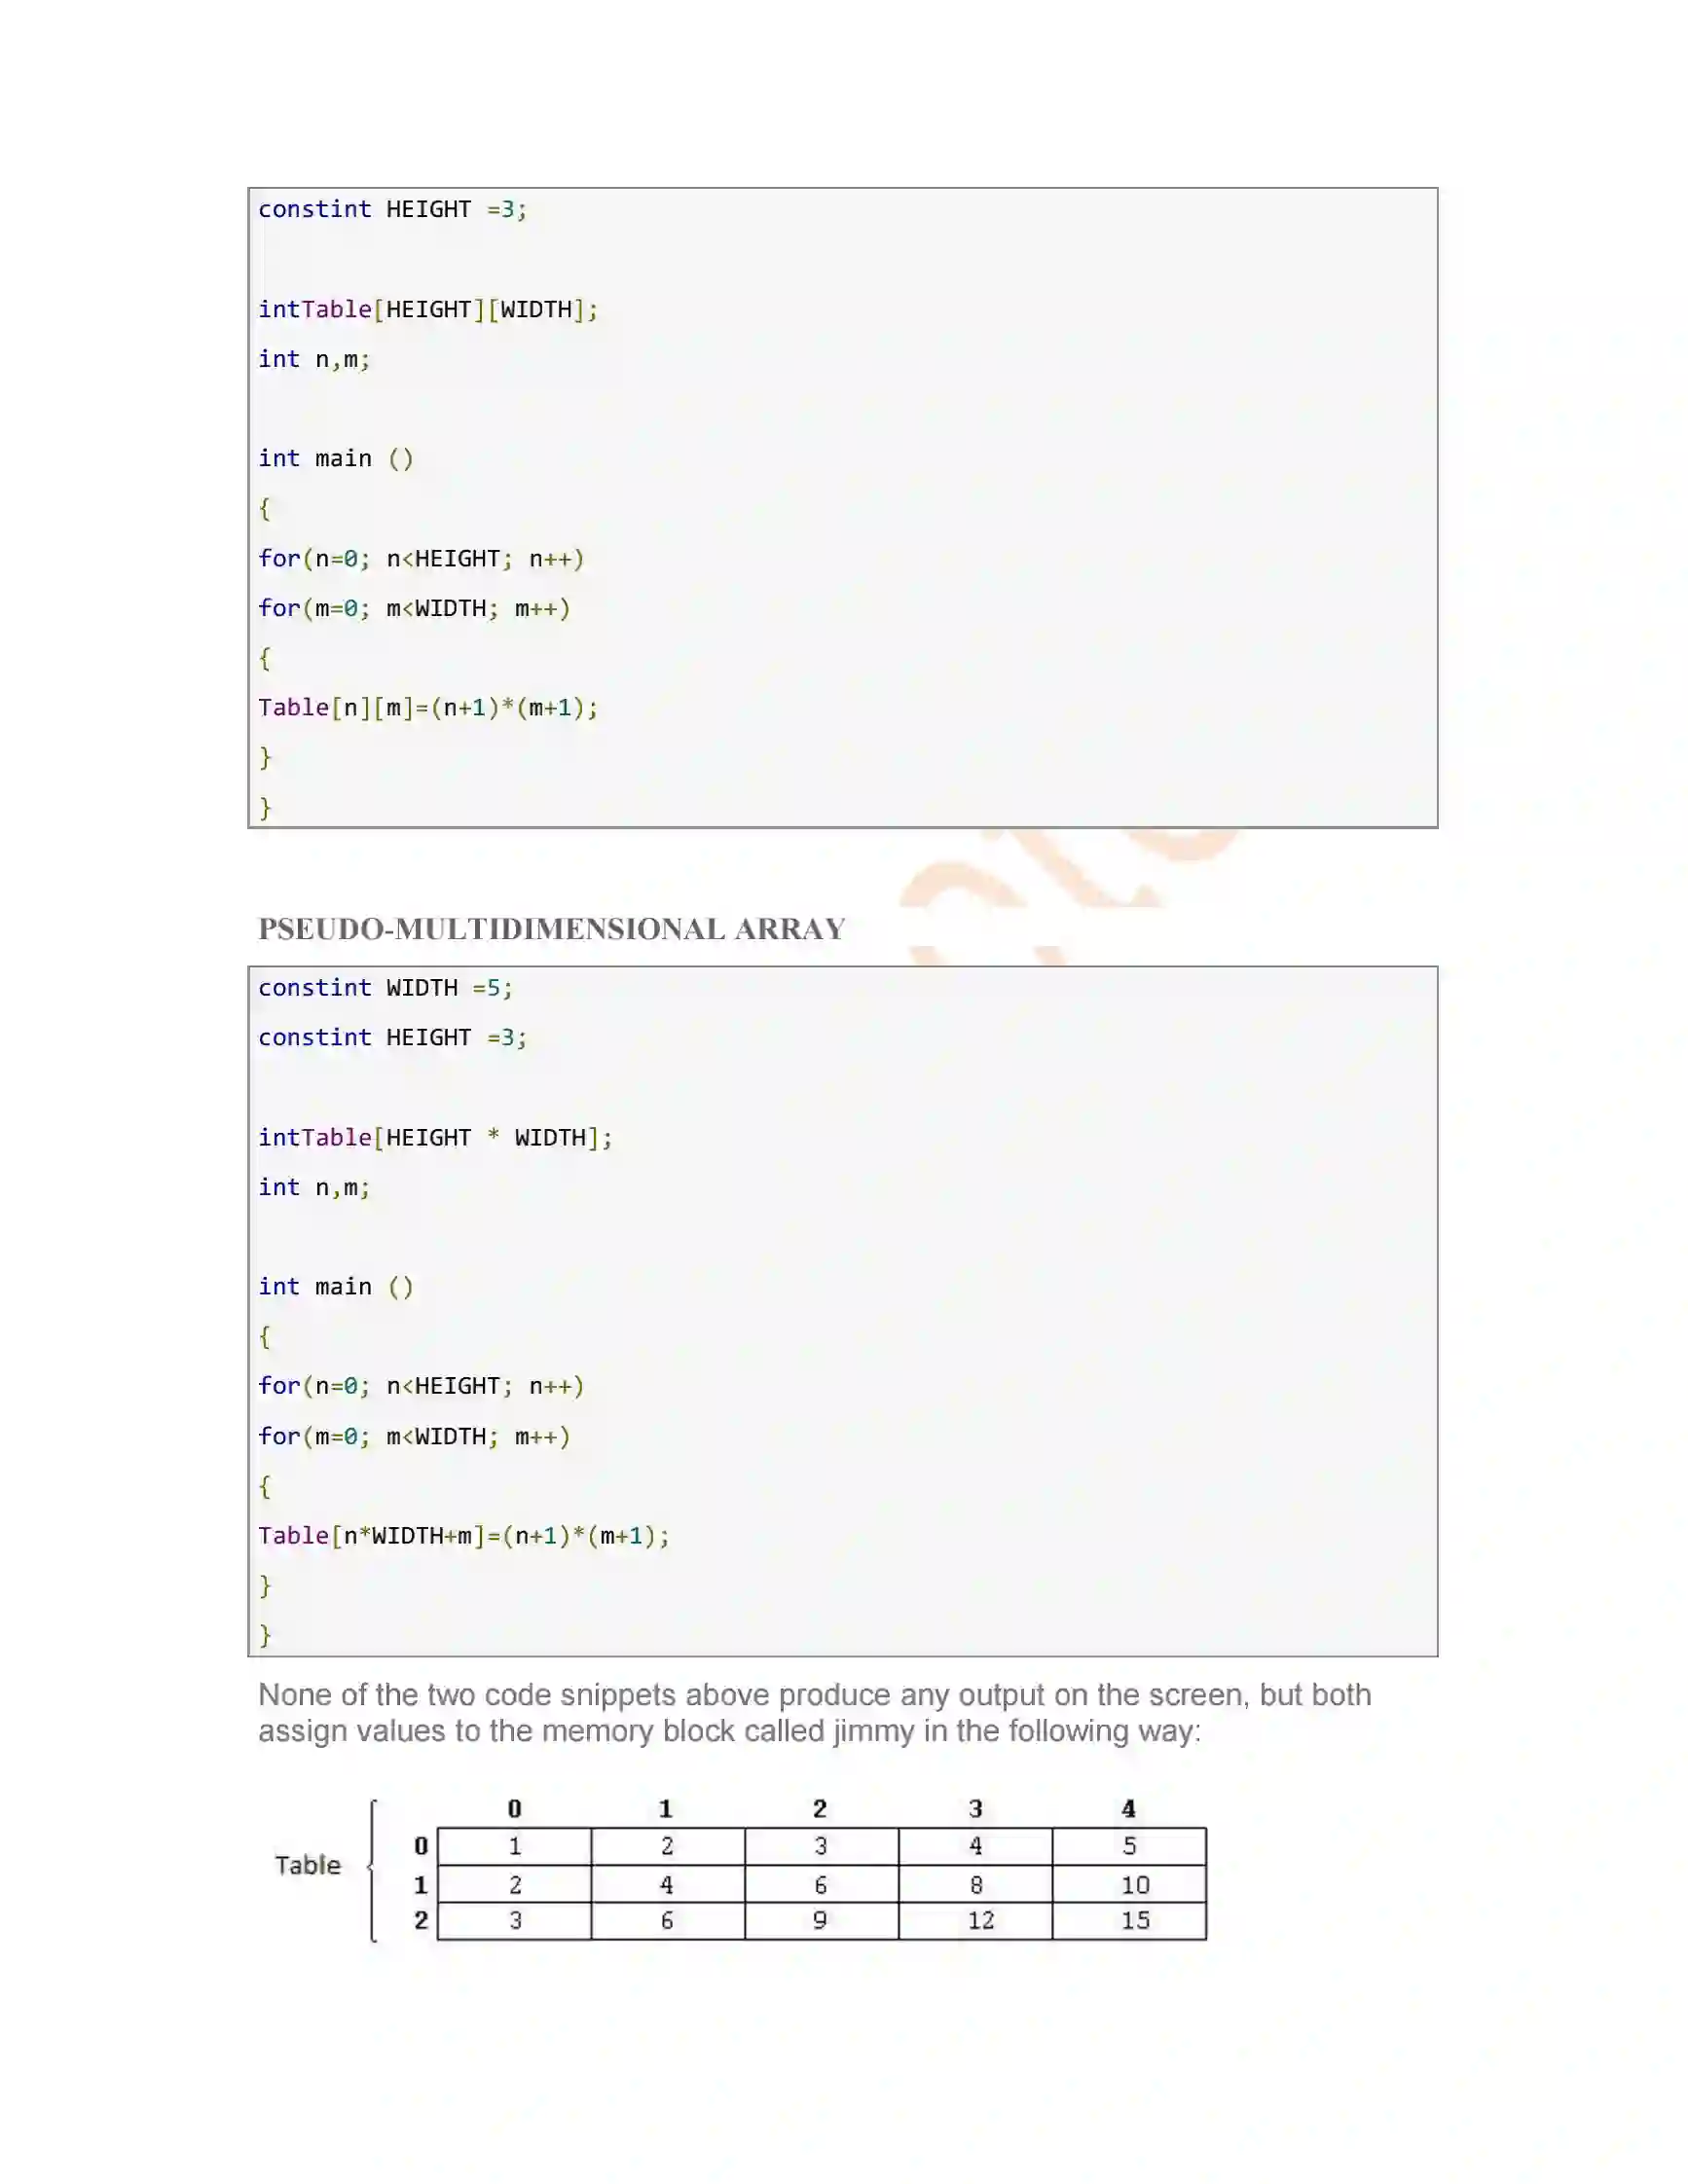 constint HEIGHT =3;
intTable[HEIGHT][WIDTH];
int n,m;
int main ()
{
for(n=0; n<HEIGHT; n++)
for(m=0; m<WIDTH; m++)
{
Table[n][m]=(n+1)*(m+1);
}
}
PSEUDO-MULTIDIMENSIONAL ARRAY
constint WIDTH =5;
constint HEIGHT =3;
intTable[HEIGHT * WIDTH];
int n,m;
int main ()
{
for(n=0; n<HEIGHT; n++)
for(m=0; m<WIDTH; m++)
{
Table[n*WIDTH+m]=(n+1)*(m+1);
}
}
None of the two code snippets above produce any output on the screen, but both
assign values to the memory block called jimmy in the following way:
0 1 2 3 4
Table
0 1 2 3 4 5
1 2 4 6 8 10
2 3 6 9 12 15